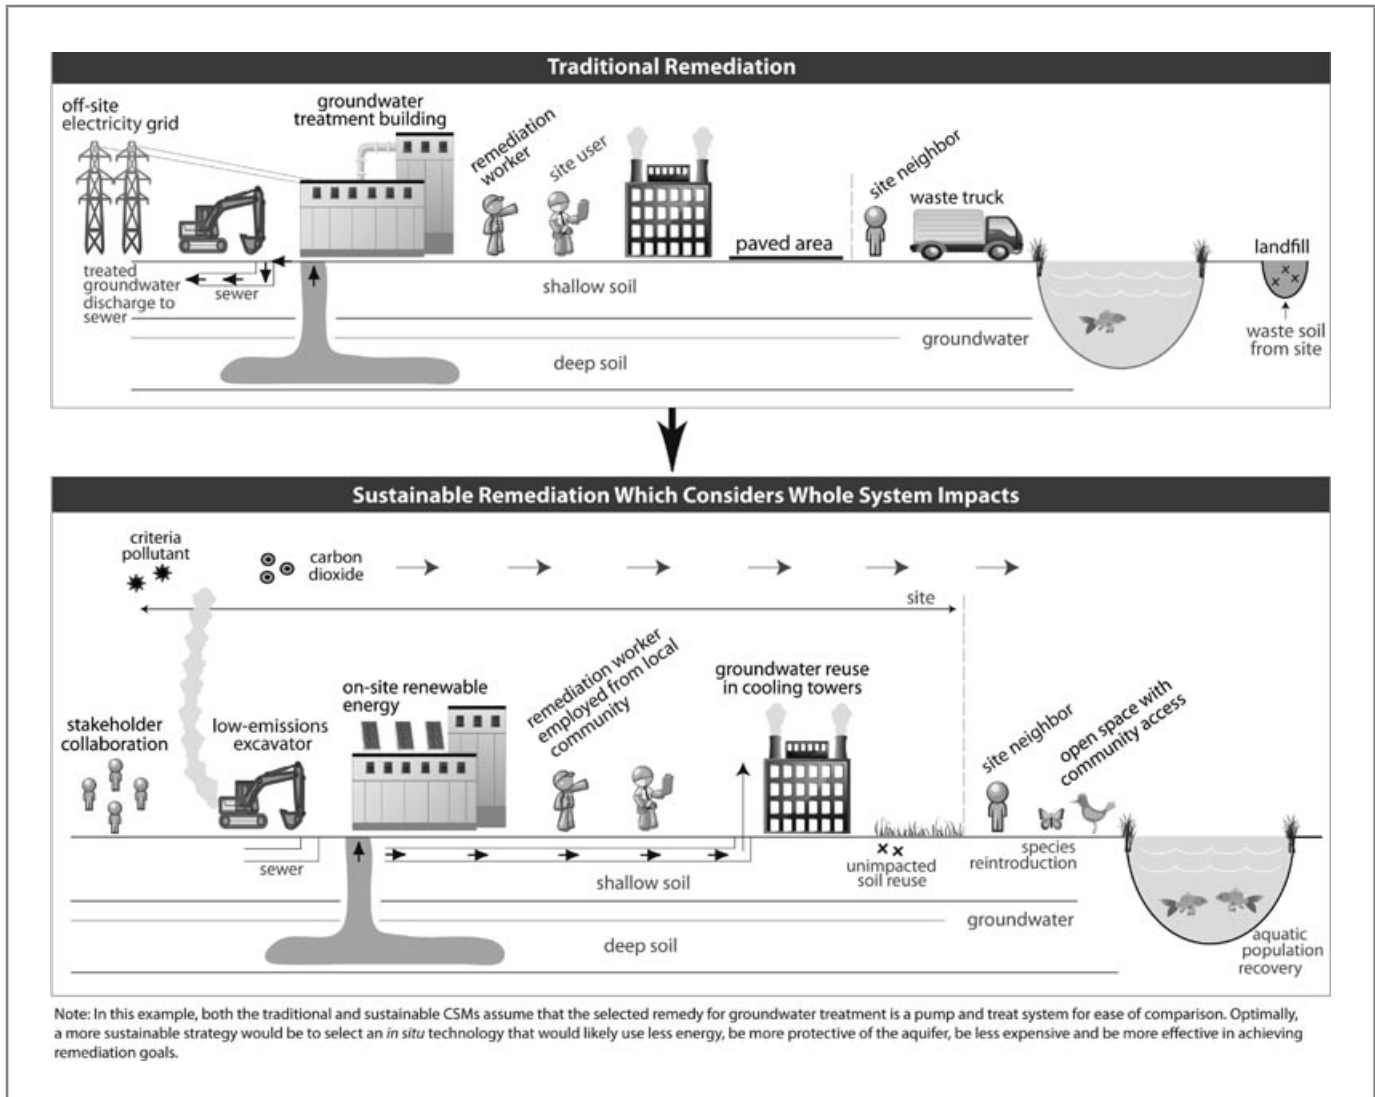 Traditional Remediation
off-site
electricity grid
groundwater
treatment building
remediation
worker
site user
site neighbor
waste truck
paved area
landfill
treated
groundwater
discharge to
sewer
sewer
shallow soil
groundwater
deep soil
waste soil
from site
Sustainable Remediation Which Considers Whole System Impacts
criteria
pollutant
carbon
dioxide
site
stakeholder
collaboration
low-emissions
excavator
on-site renewable
energy
remediation worker
employed from local
community
groundwater reuse
in cooling towers
site neighbor
open space with
community access
sewer
shallow soil
unimpacted
soil reuse
species
reintroduction
groundwater
deep soil
aquatic
population
recovery
Note: In this example, both the traditional and sustainable CSMs assume that the selected remedy for groundwater treatment is a pump and treat system for ease of comparison. Optimally,
a more sustainable strategy would be to select an in situ technology that would likely use less energy, be more protective of the aquifer, be less expensive and be more effective in achieving
remediation goals.